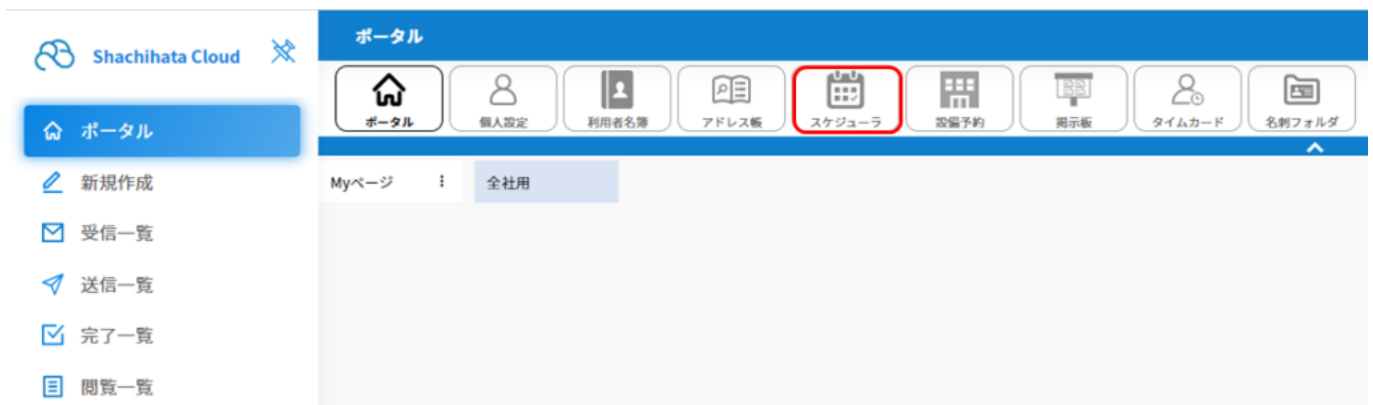 Shachihata Cloud
ポータル
新規作成
受信一覧
送信一覧
完了一覧
閲覧一覧
ポータル
ポータル 個人設定 利用者名簿 アドレス帳 スケジューラ 設備予約 掲示板 タイムカード 名刺フォルダ
Myページ 全社用